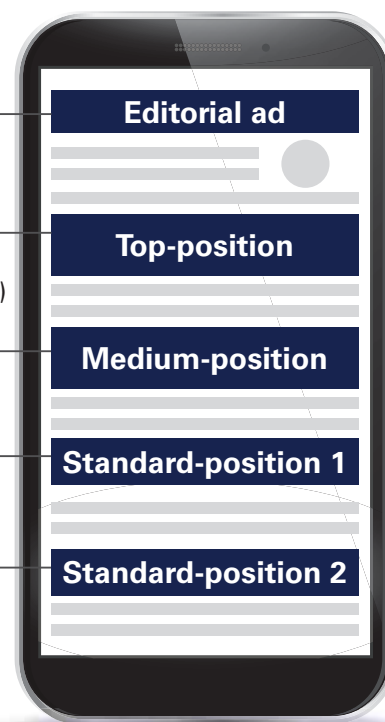 Editorial ad
Top-position
)
Medium-position
Standard-position 1
Standard-position 2